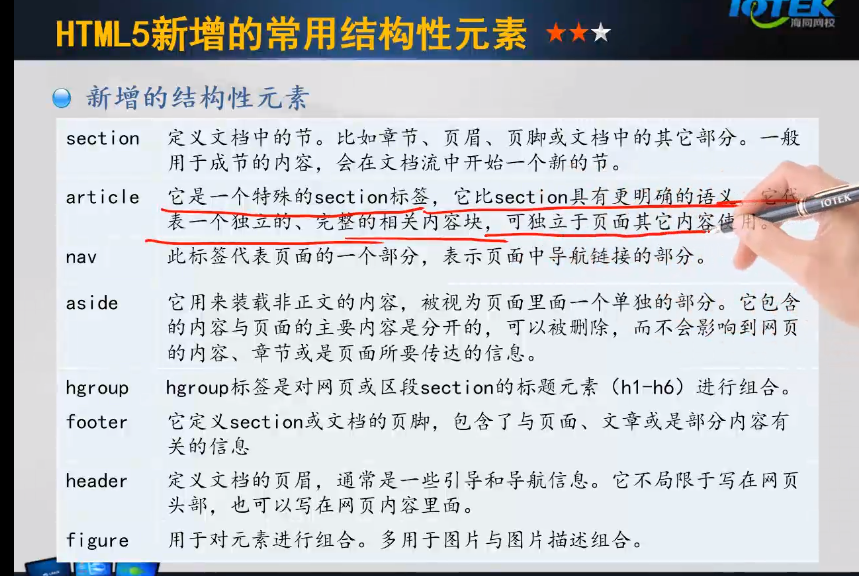 IOTEK
海同网校
HTML5新增的常用结构性元素 ★★★
新增的结构性元素
section 定义文档中的节。比如章节、页眉、页脚或文档中的其它部分。一般
用于成节的内容，会在文档流中开始一个新的节。
article 它是一个特殊的section标签，它比section具有更明确的语义，它代
表一个独立的、完整的相关内容块，可独立于页面其它内容使用。
IOTEK
nav 此标签代表页面的一个部分，表示页面中导航链接的部分。
aside 它用来装载非正文的内容，被视为页面里面一个单独的部分。它包含
的内容与页面的主要内容是分开的，可以被删除，而不会影响到网页
的内容、章节或是页面所要传达的信息。
hgroup hgroup标签是对网页或区段section的标题元素（h1-h6）进行组合。
footer 它定义section或文档的页脚，包含了与页面、文章或是部分内容有
关的信息
header 定义文档的页眉，通常是一些引导和导航信息。它不局限于写在网页
头部，也可以写在网页内容里面。
figure 用于对元素进行组合。多用于图片与图片描述组合。